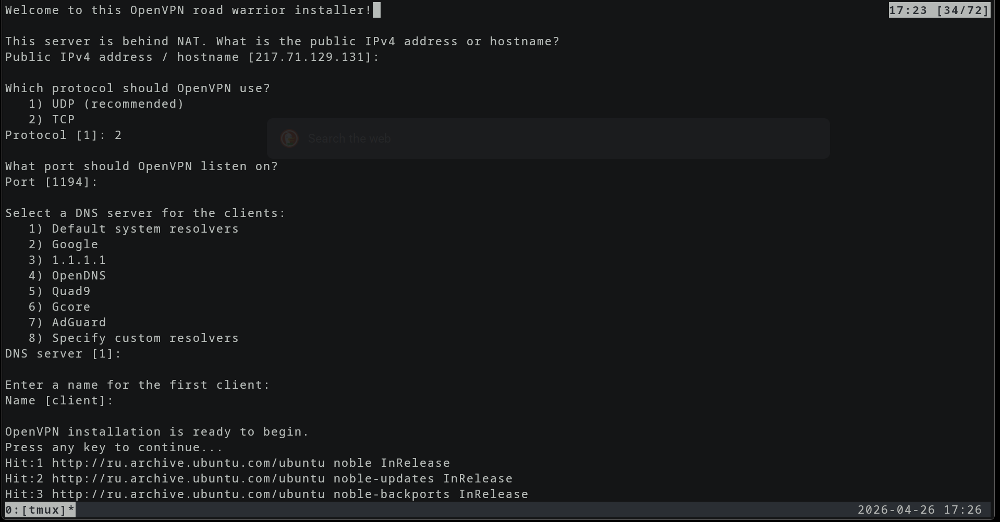 Welcome to this OpenVPN road warrior installer!
17:23 [34/72]
This server is behind NAT. What is the public IPv4 address or hostname?
Public IPv4 address / hostname [217.71.129.131]:
Which protocol should OpenVPN use?
1) UDP (recommended)
2) TCP
Protocol [1]: 2
Search the web
What port should OpenVPN listen on?
Port [1194]:
Select a DNS server for the clients:
1) Default system resolvers
2) Google
3) 1.1.1.1
4) OpenDNS
5) Quad9
6) Gcore
7) AdGuard
8) Specify custom resolvers
DNS server [1]:
Enter a name for the first client:
Name [client]:
OpenVPN installation is ready to begin.
Press any key to continue...
Hit:1 http://ru.archive.ubuntu.com/ubuntu noble InRelease
Hit:2 http://ru.archive.ubuntu.com/ubuntu noble-updates InRelease
Hit:3 http://ru.archive.ubuntu.com/ubuntu noble-backports InRelease
0:[tmux]*
2026-04-26 17:26